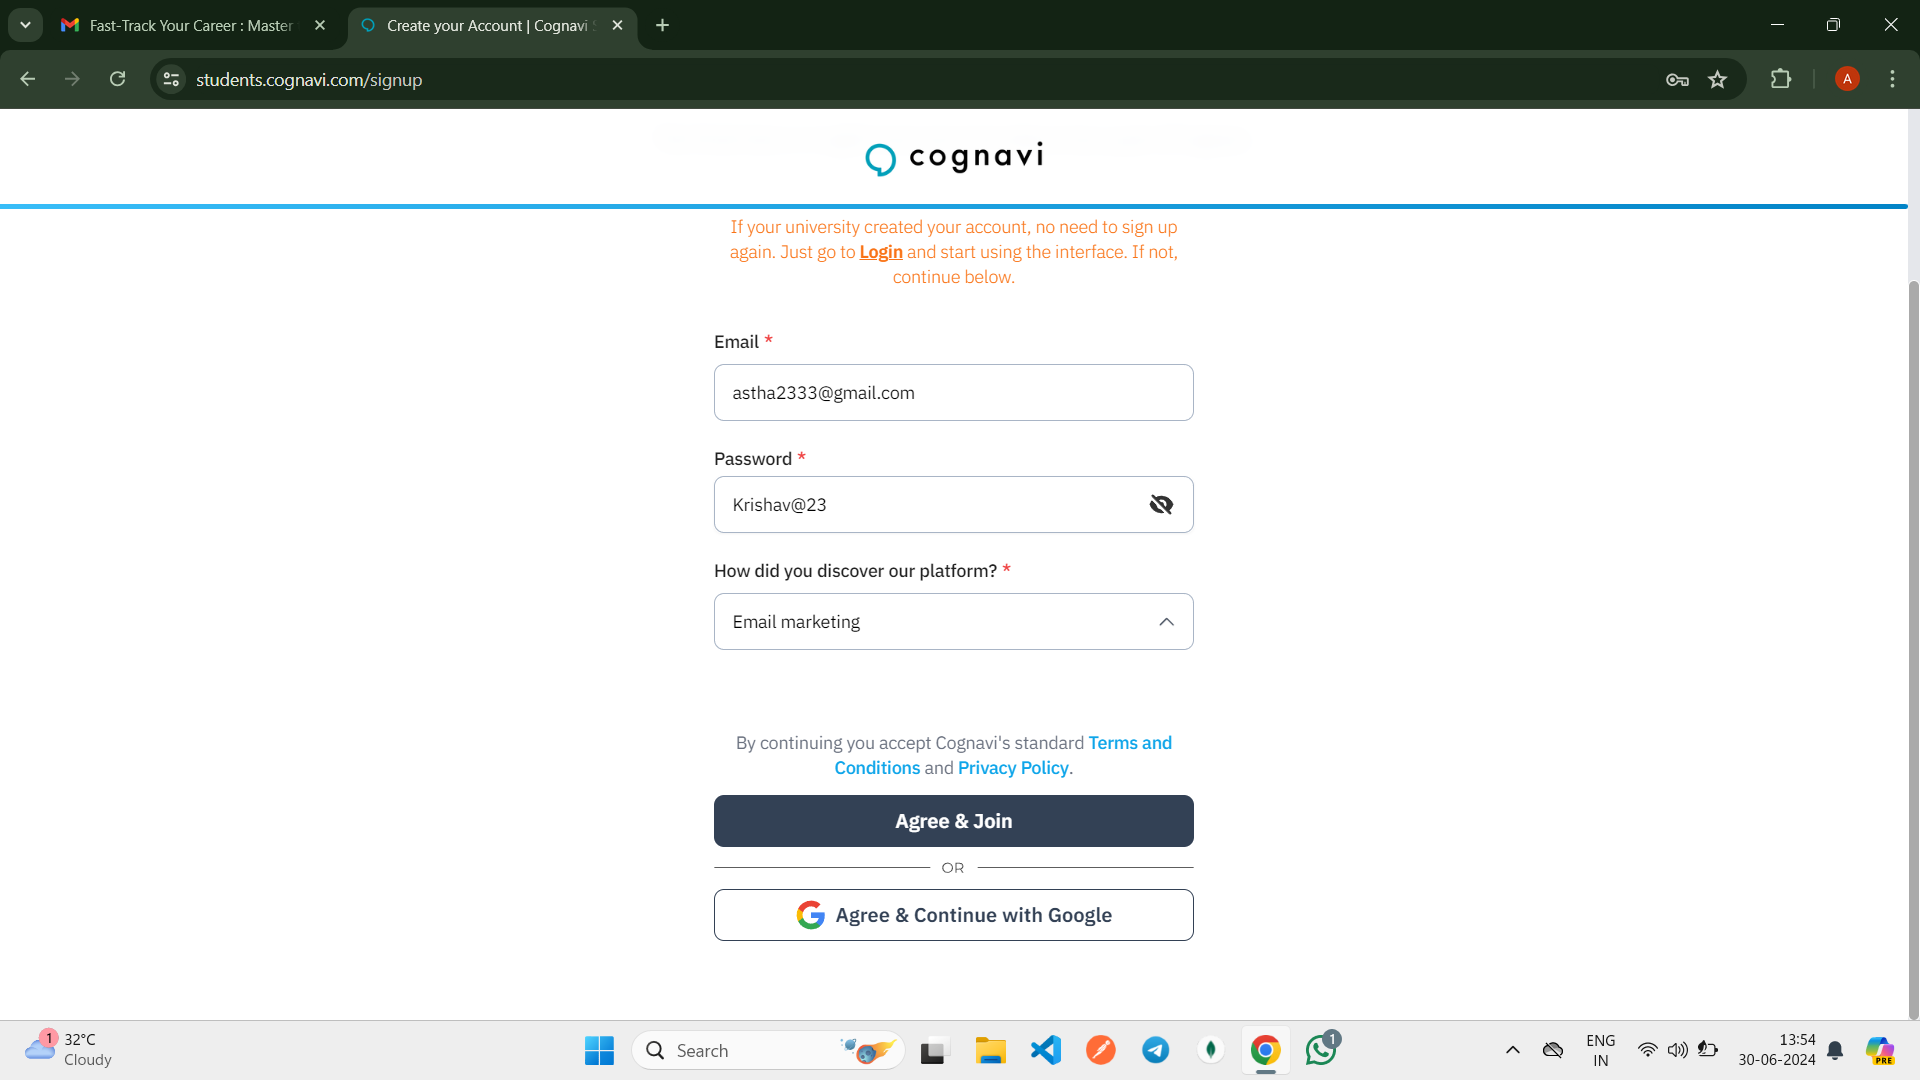 Fast-Track Your Career : Master
Create your Account | Cognavi
students.cognavi.com/signup
A
cognavi
If your university created your account, no need to sign up
again. Just go to Login and start using the interface. If not,
continue below.
Email *
astha2333@gmail.com
Password *
Krishav@23
How did you discover our platform? *
Email marketing
By continuing you accept Cognavi's standard Terms and
Conditions and Privacy Policy.
Agree & Join
OR
Agree & Continue with Google
1
32°C
Cloudy
Search
1
ENG
IN
13:54
30-06-2024
PRE